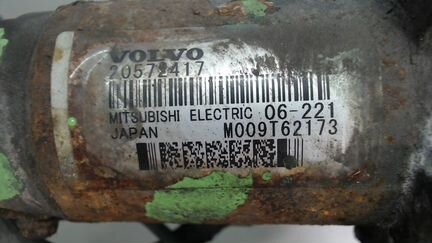 VOLVO
20572417
MITSUBISHI ELECTRIC 06-221
JAPAN M009T62173